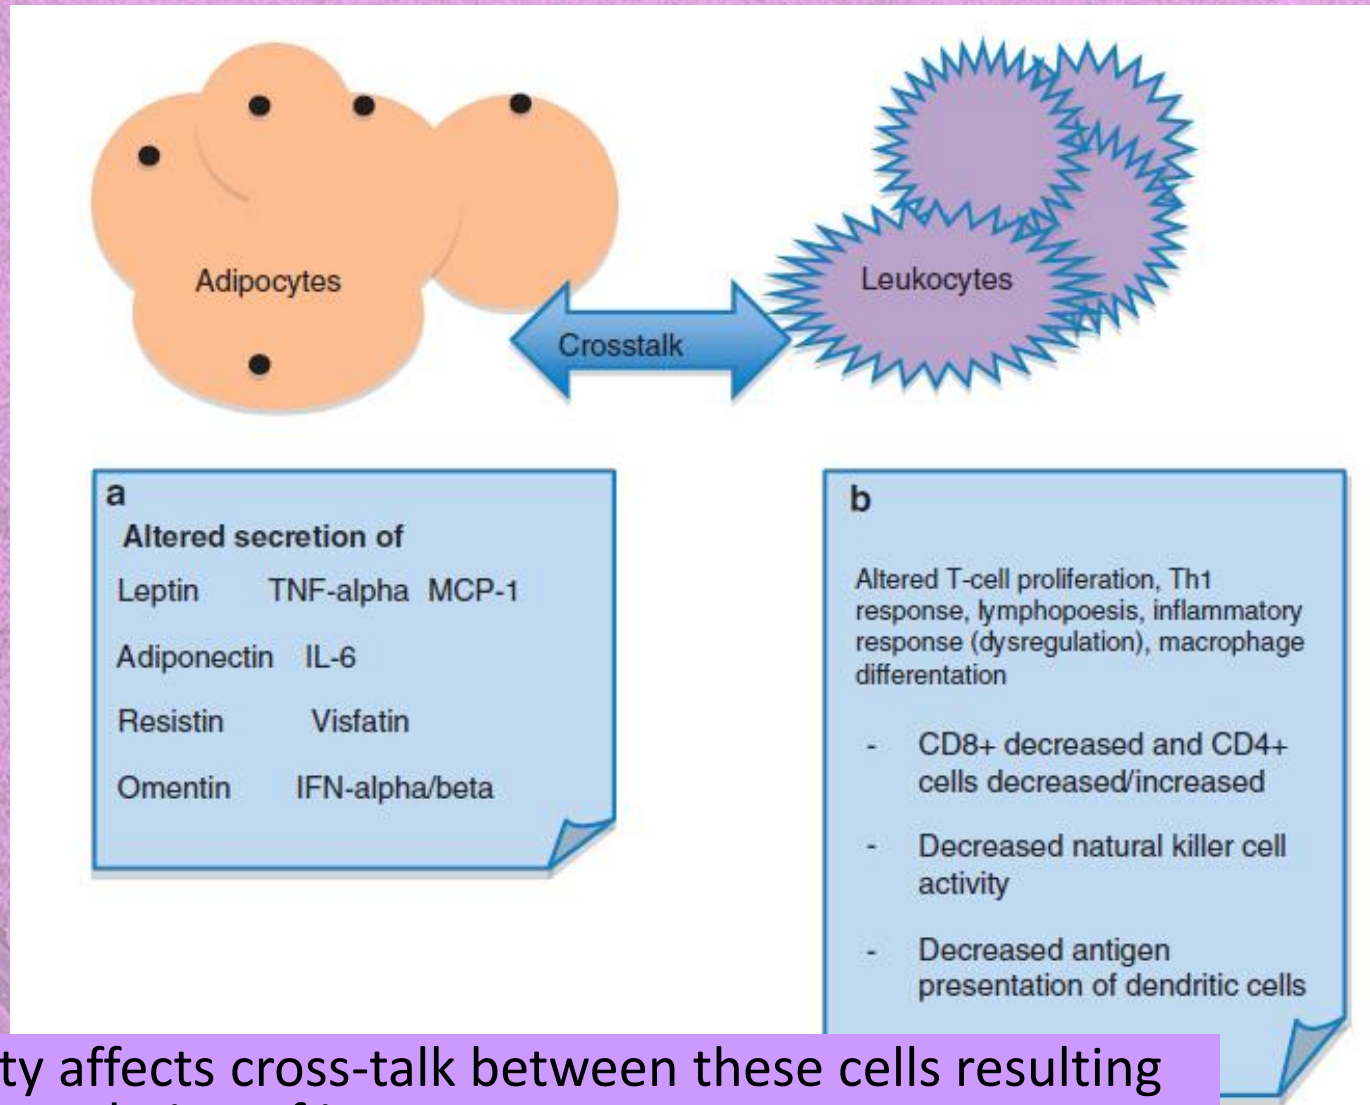 Adipocytes
Leukocytes
Crosstalk
a
Altered secretion of
Leptin TNF-alpha MCP-1
Adiponectin IL-6
Resistin Visfatin
Omentin IFN-alpha/beta
b
Altered T-cell proliferation, Th1
response, lymphopoesis, inflammatory
response (dysregulation), macrophage
differentation
- CD8+ decreased and CD4+
cells decreased/increased
- Decreased natural killer cell
activity
- Decreased antigen
presentation of dendritic cells
ty affects cross-talk between these cells resulting